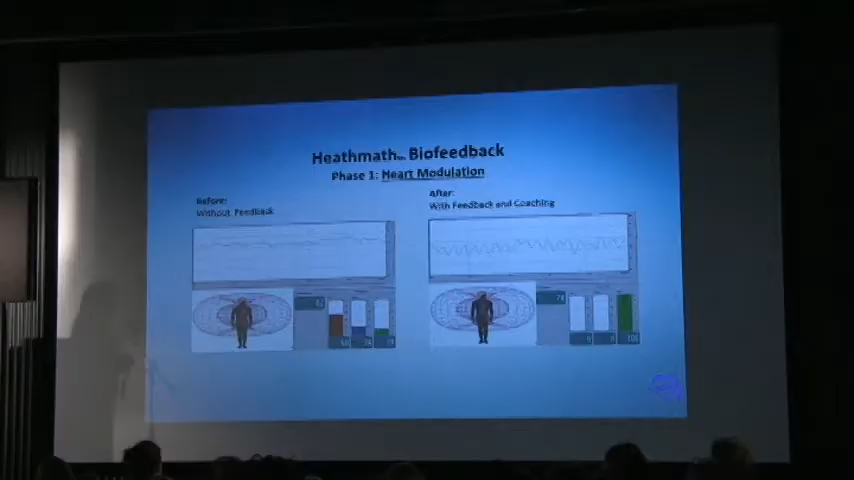 Heathmath Biofeedback
Phase 1: Heart Modulation
Before:
Without Feedback
After:
With Feedback and Coaching